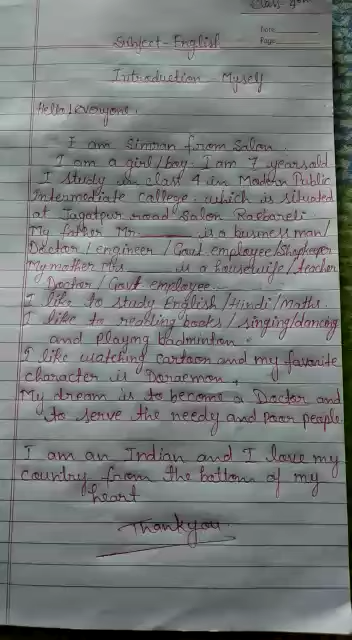 Class 4th
Date
Page
Subject - English
Introduction - Myself
Hello! everyone.
I am Simran from Salon.
I am a girl/boy. I am 7 years old
I study in class 4 in Modern Public
Intermediate college. which is situated
at Jagatpur road Salon Raebareli
My father Mr. ________ is a business man/
Doctor/engineer/Govt employee/Shopkeeper
My mother Mrs ______ is a housewife/teacher
Doctor/Govt employee.
I like to study English/Hindi/Maths.
I like to reading books/singing/dancing
and playing badminton.
I like watching cartoon and my favorite
character is Doraemon.
My dream is to become a Doctor and
to serve the needy and poor people.
I am an Indian and I love my
country from the bottom of my
heart
Thankyou.